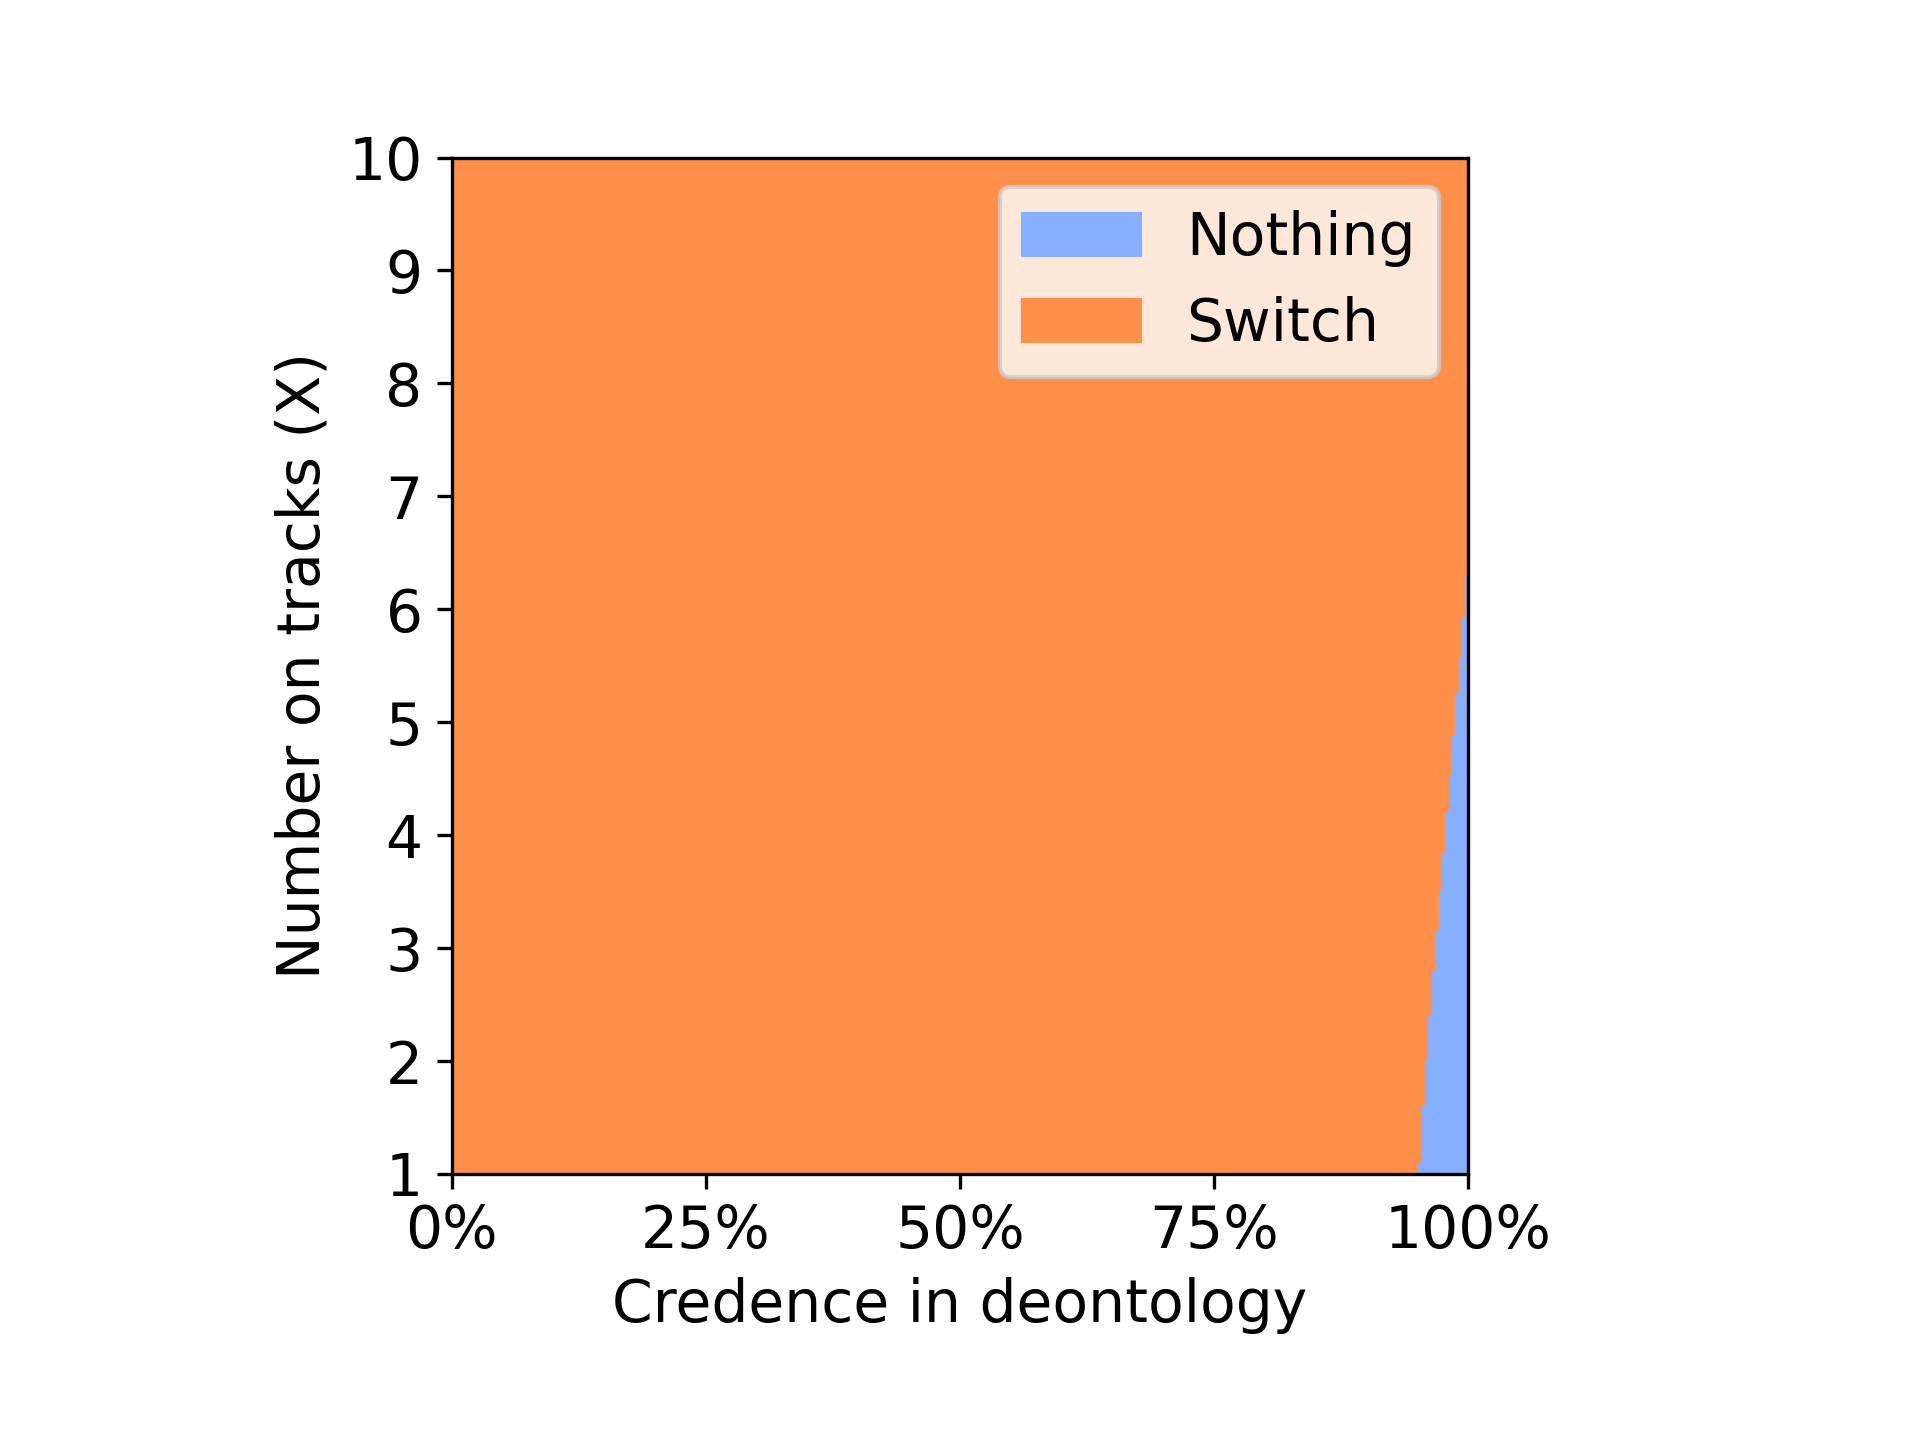 10
9
8
7
6
5
4
3
2
1
Number on tracks (X)
Nothing
Switch
0% 25% 50% 75% 100%
Credence in deontology